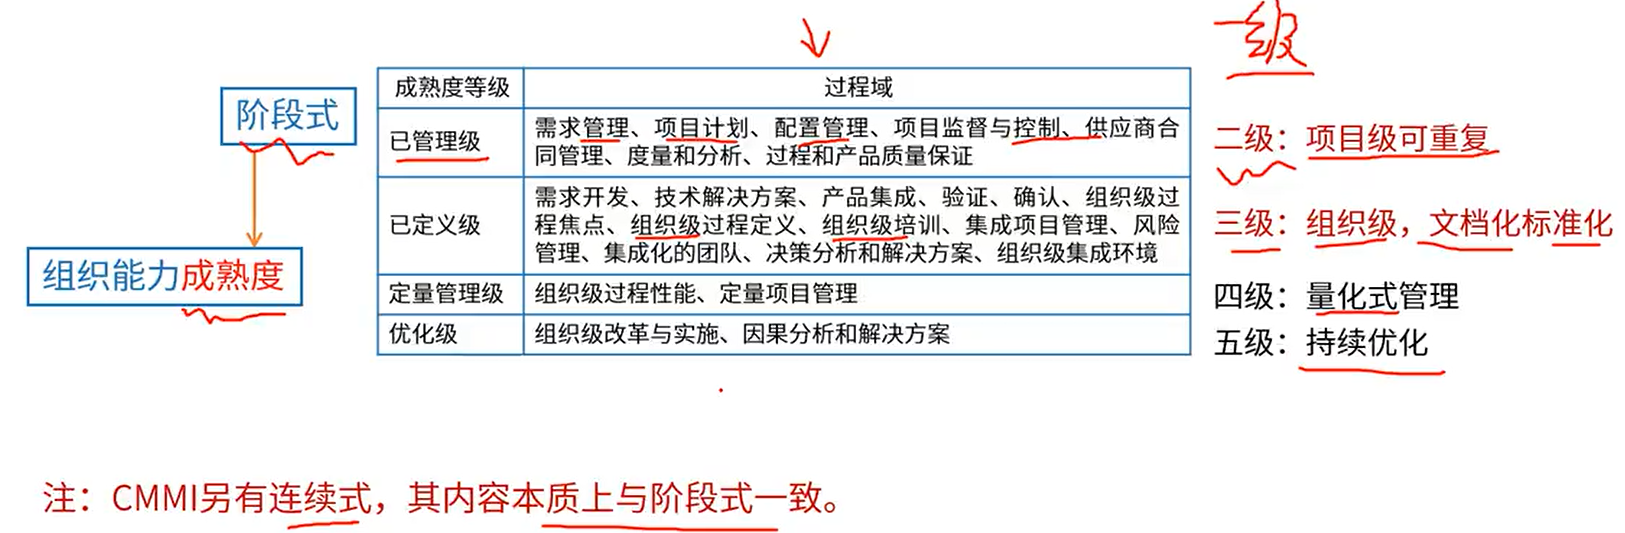 一级
阶段式
组织能力成熟度
成熟度等级 过程域
已管理级
需求管理、项目计划、配置管理、项目监督与控制、供应商合
同管理、度量和分析、过程和产品质量保证
已定义级
需求开发、技术解决方案、产品集成、验证、确认、组织级过
程焦点、组织级过程定义、组织级培训、集成项目管理、风险
管理、集成化的团队、决策分析和解决方案、组织级集成环境
定量管理级 组织级过程性能、定量项目管理
优化级 组织级改革与实施、因果分析和解决方案
二级：项目级可重复
三级：组织级，文档化标准化
四级：量化式管理
五级：持续优化
注：CMMI另有连续式，其内容本质上与阶段式一致。